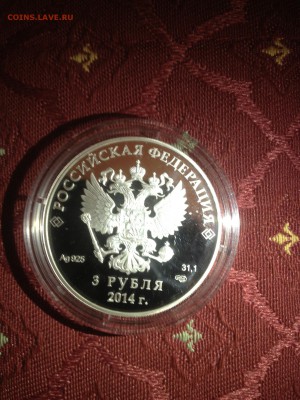 COINS.LAVE.RU
РОССИЙСКАЯ ФЕДЕРАЦИЯ
Ag 925
31,1
3 РУБЛЯ
2014 г.